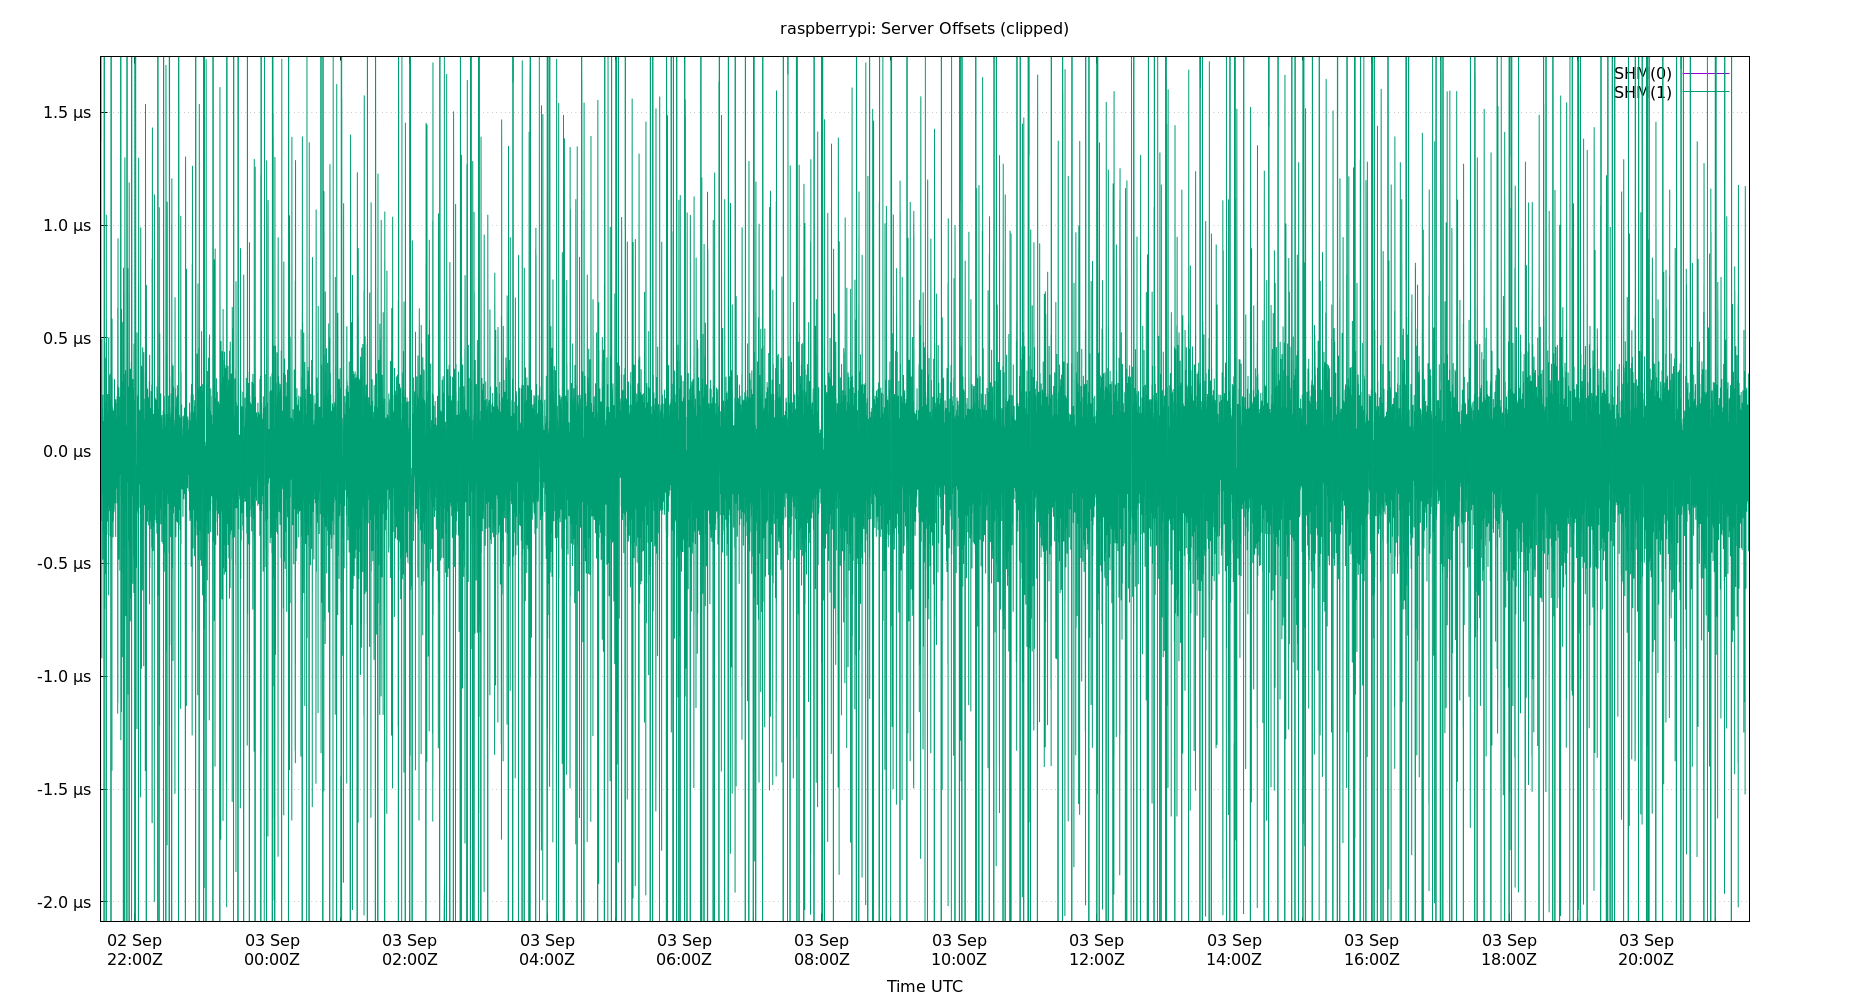 raspberrypi: Server Offsets (clipped)
SHM(0)
SHM(1)
1.5 µs
1.0 µs
0.5 µs
0.0 µs
-0.5 µs
-1.0 µs
-1.5 µs
-2.0 µs
02 Sep 03 Sep 03 Sep 03 Sep 03 Sep 03 Sep 03 Sep 03 Sep 03 Sep 03 Sep 03 Sep 03 Sep
22:00Z 00:00Z 02:00Z 04:00Z 06:00Z 08:00Z 10:00Z 12:00Z 14:00Z 16:00Z 18:00Z 20:00Z
Time UTC